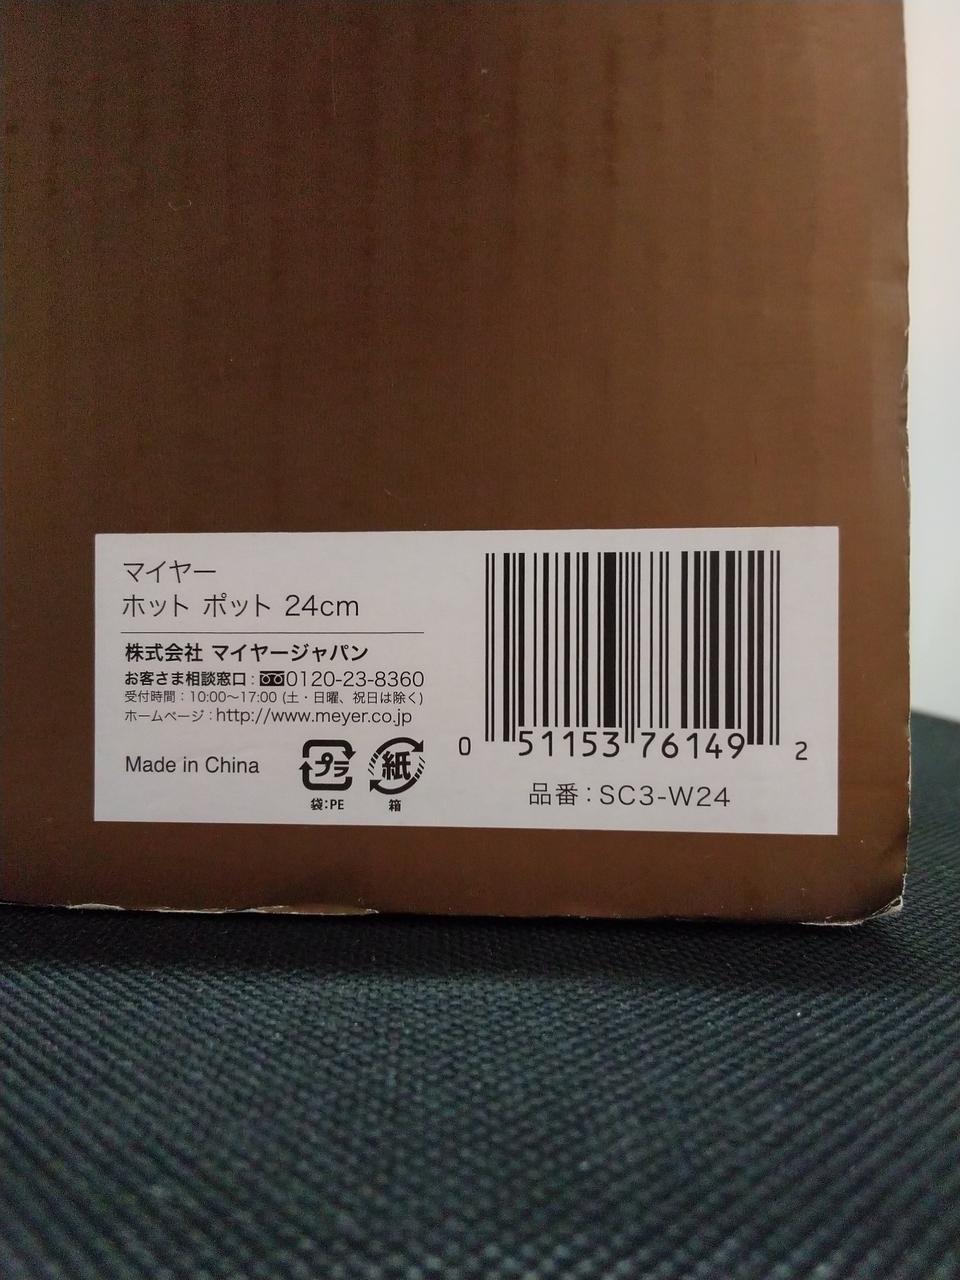 マイヤー
ホット ポット 24cm
株式会社 マイヤージャパン
お客さま相談窓口:0120-23-8360
受付時間:10:00〜17:00 (土・日曜、祝日は除く)
ホームページ:http://www.meyer.co.jp
Made in China
プラ
袋:PE
紙
箱
0 51153 76149 2
品番:SC3-W24